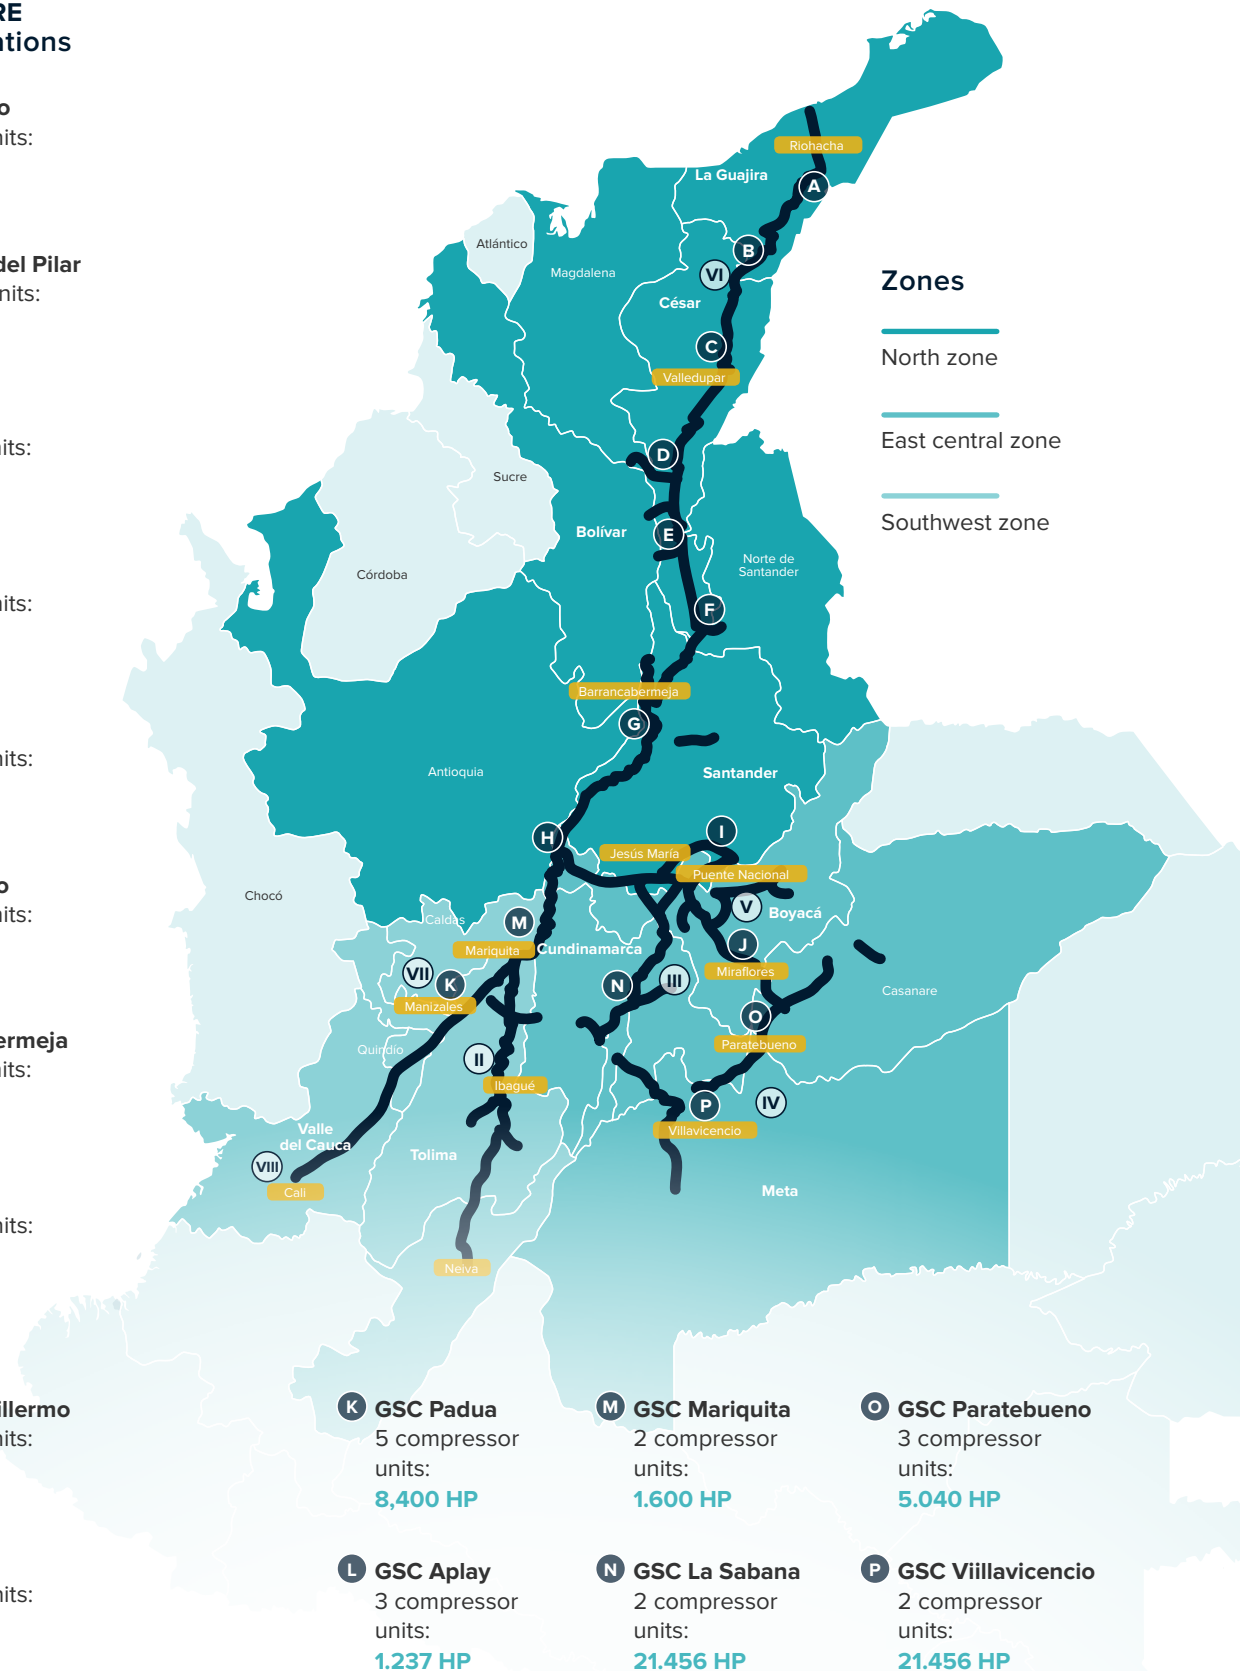 RE
ations
o
nits:
del Pilar
nits:
nits:
nits:
nits:
o
nits:
ermeja
nits:
nits:
illermo
nits:
nits:
Riohacha
La Guajira
A
Atlántico
B
Magdalena
VI
César
C
Valledupar
Zones
North zone
East central zone
Southwest zone
D
Sucre
Bolívar
E
Córdoba
Norte de
Santander
F
Barrancabermeja
G
Antioquia
Santander
H
I
Jesús María
Puente Nacional
Chocó
Caldas
M
V
Boyacá
Mariquita
Cundinamarca
J
VII
K
N
III
Miraflores
Casanare
Manizales
O
Quindío
Paratebueno
II
Ibagué
P
IV
Valle
del Cauca
Villavicencio
Tolima
VIII
Cali
Meta
Neiva
K GSC Padua
5 compressor
units:
8,400 HP
L GSC Aplay
3 compressor
units:
1.237 HP
M GSC Mariquita
2 compressor
units:
1.600 HP
N GSC La Sabana
2 compressor
units:
21.456 HP
O GSC Paratebueno
3 compressor
units:
5.040 HP
P GSC Viillavicencio
2 compressor
units:
21.456 HP